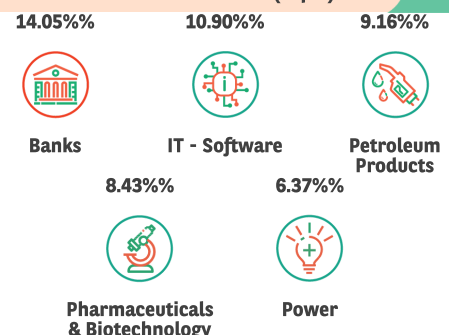 14.05%%
10.90%%
9.16%%
Banks
IT - Software
Petroleum
Products
8.43%%
6.37%%
Pharmaceuticals
& Biotechnology
Power